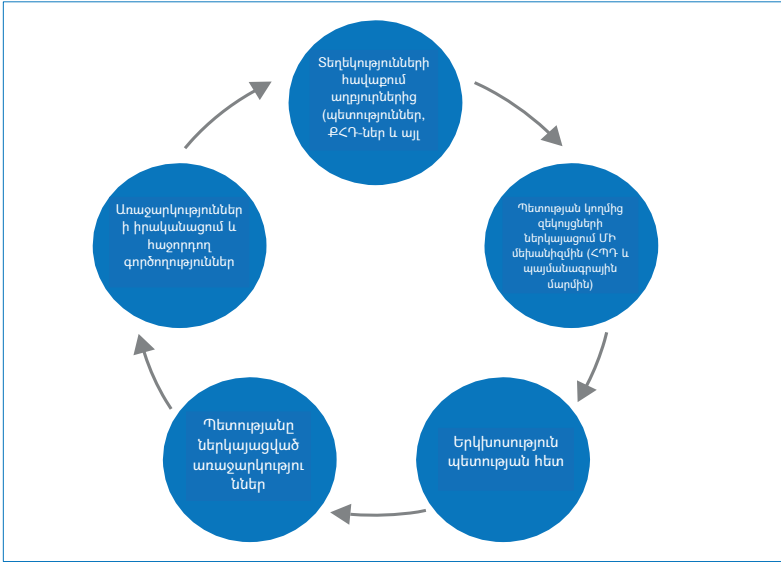 Տեղեկությունների
հավաքում
աղբյուրներից
(պետություններ,
ՔՀԴ-ներ և այլ
Պետության կողմից
զեկույցների
ներկայացում ՄԻ
մեխանիզմին (ՀՊԴ և
պայմանագրային
մարմին)
Երկխոսություն
պետության հետ
Պետությանը
ներկայացված
առաջարկությու
ններ
Առաջարկություններ
ի իրականացում և
հաջորդող
գործողություններ